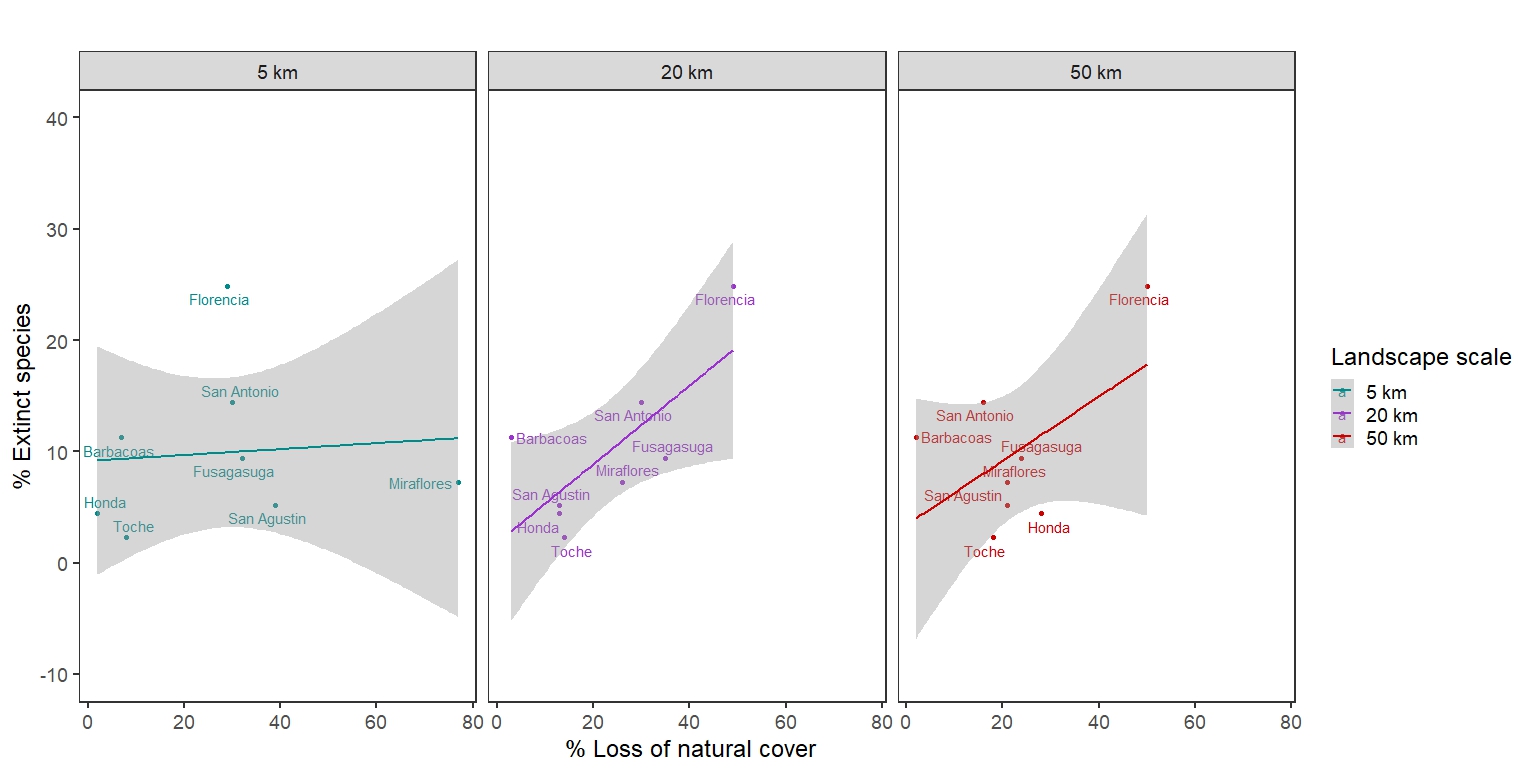 5 km
20 km
50 km
% Extinct species
40
30
20
10
0
-10
Florencia
San Antonio
Barbacoas
Fusagasuga
Miraflores
Honda
San Agustin
Toche
Florencia
San Antonio
Barbacoas
Fusagasuga
Miraflores
San Agustin
Honda
Toche
Florencia
San Antonio
Barbacoas
Fusagasuga
Miraflores
San Agustin
Honda
Toche
0 20 40 60 80
0 20 40 60 80
0 20 40 60 80
% Loss of natural cover
Landscape scale
a 5 km
a 20 km
a 50 km